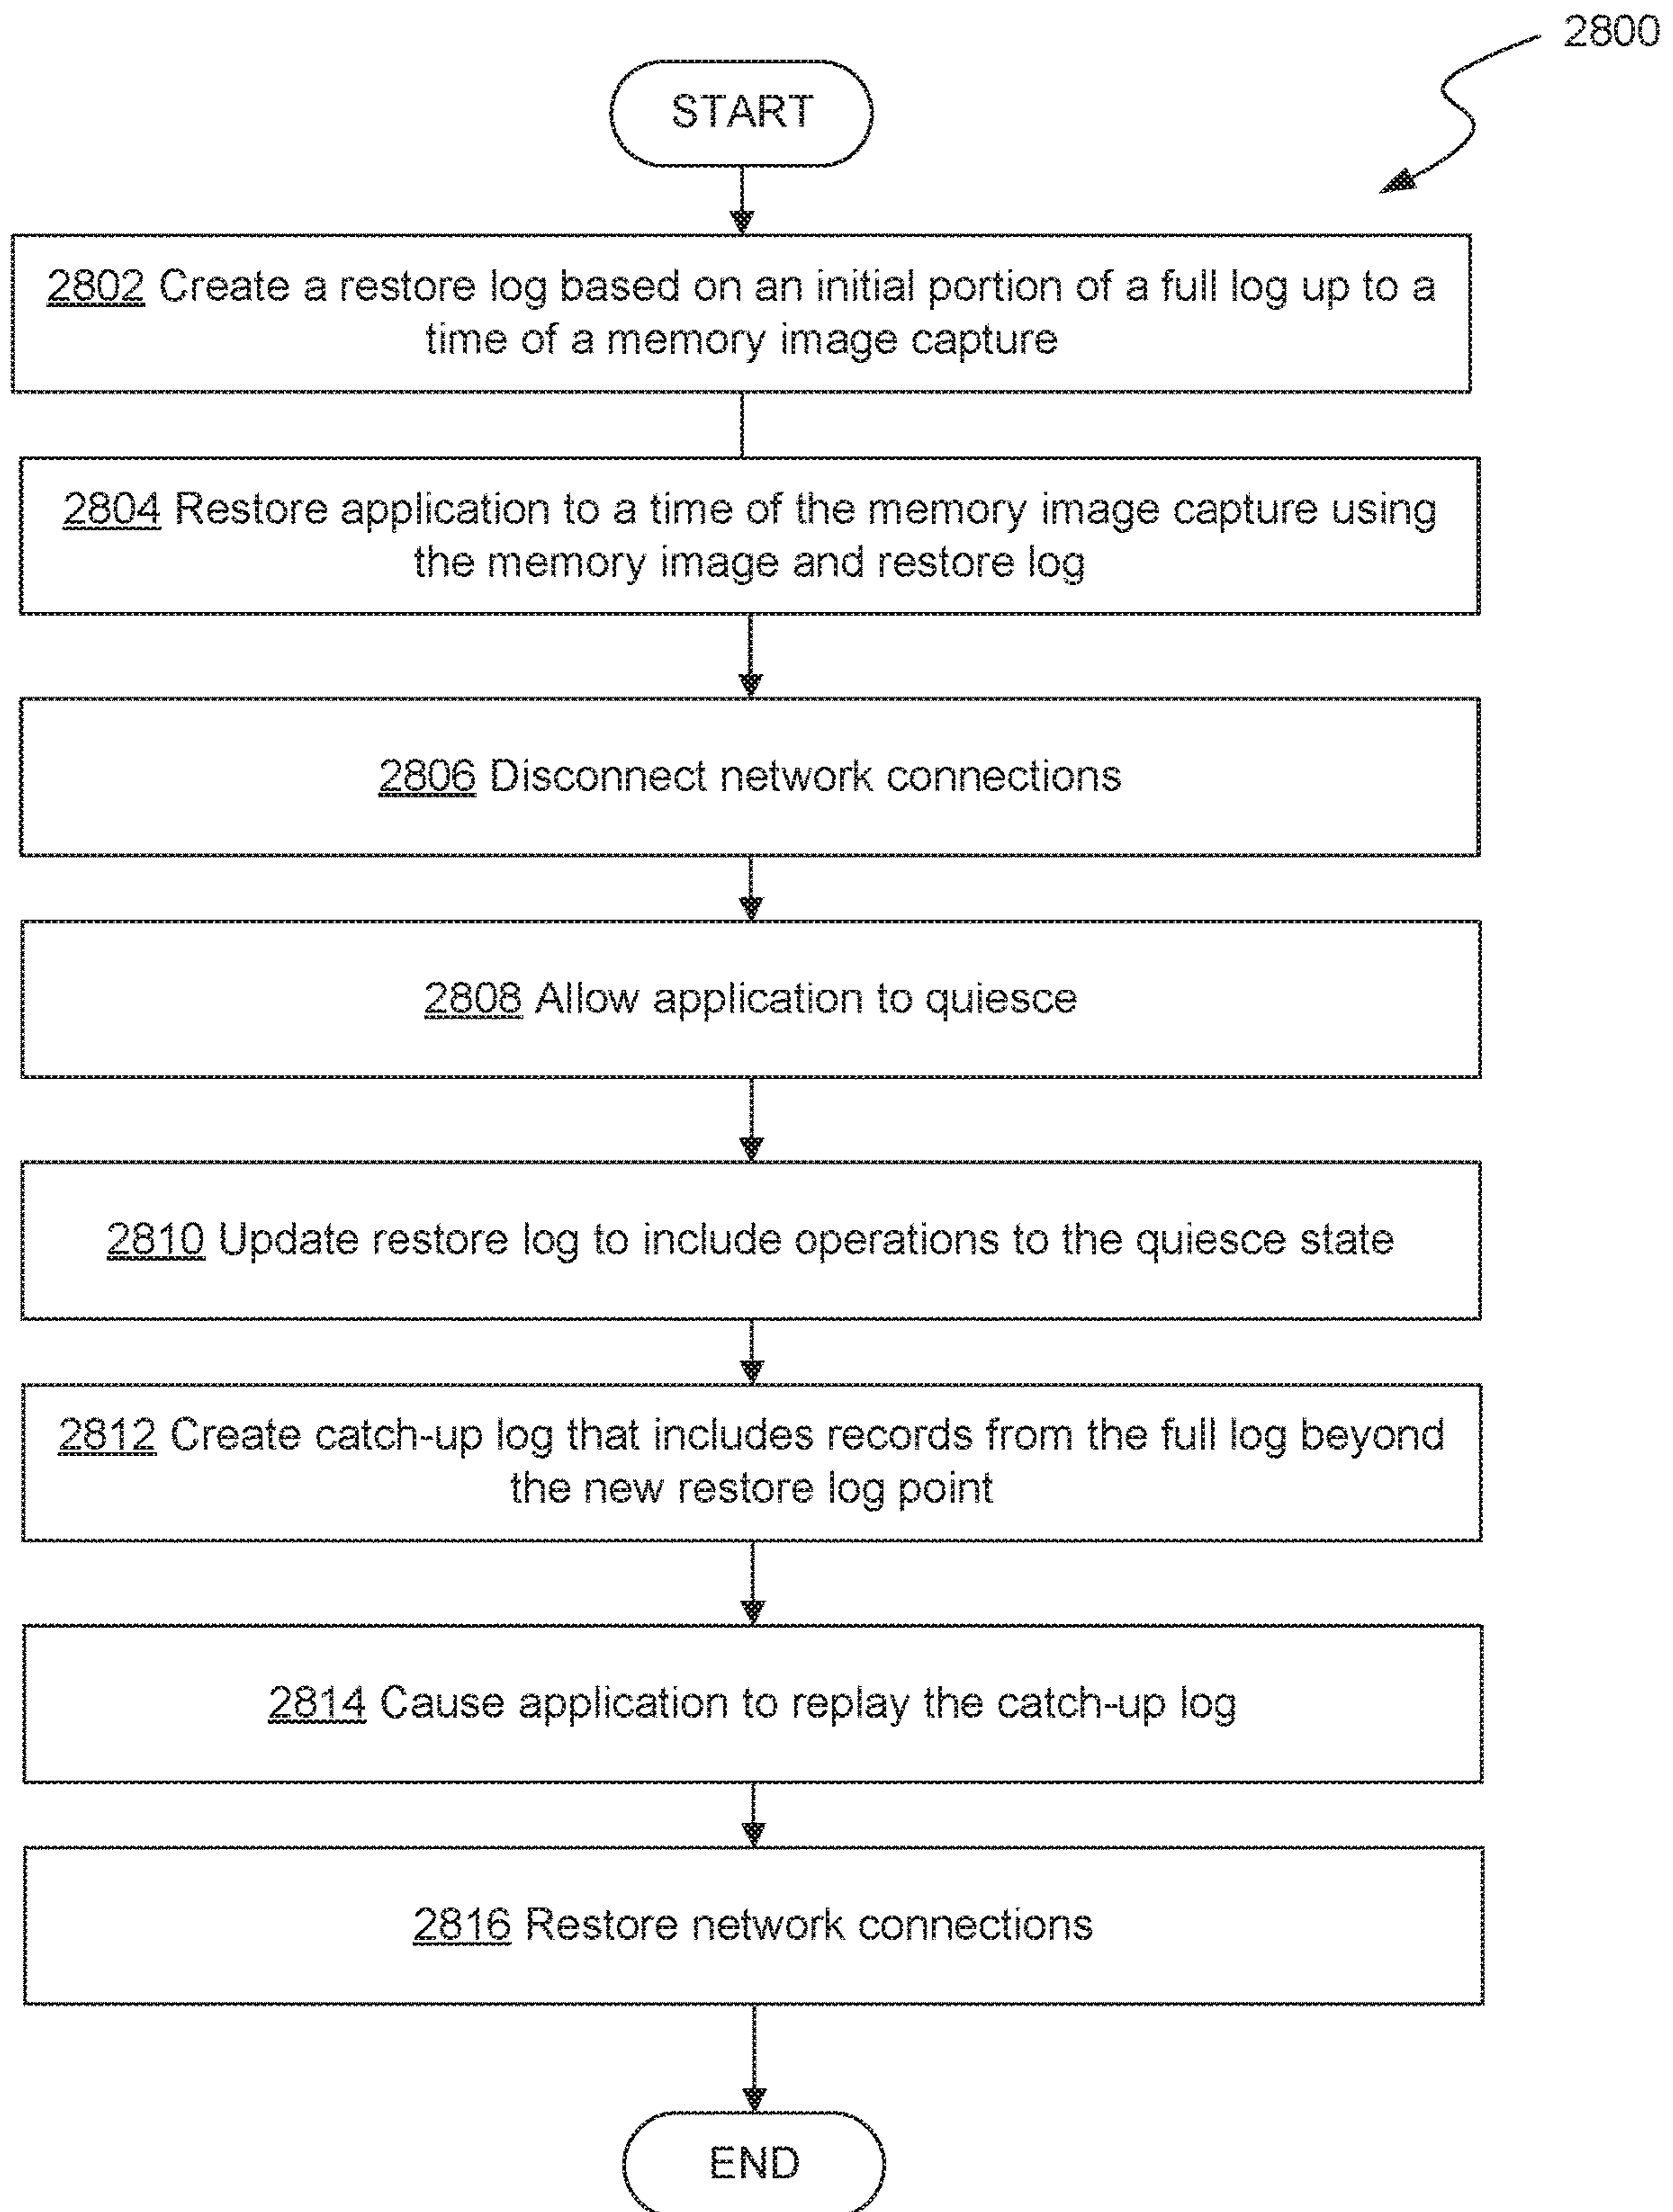 2800
START
2802 Create a restore log based on an initial portion of a full log up to a
time of a memory image capture
2804 Restore application to a time of the memory image capture using
the memory image and restore log
2806 Disconnect network connections
2808 Allow application to quiesce
2810 Update restore log to include operations to the quiesce state
2812 Create catch-up log that includes records from the full log beyond
the new restore log point
2814 Cause application to replay the catch-up log
2816 Restore network connections
END